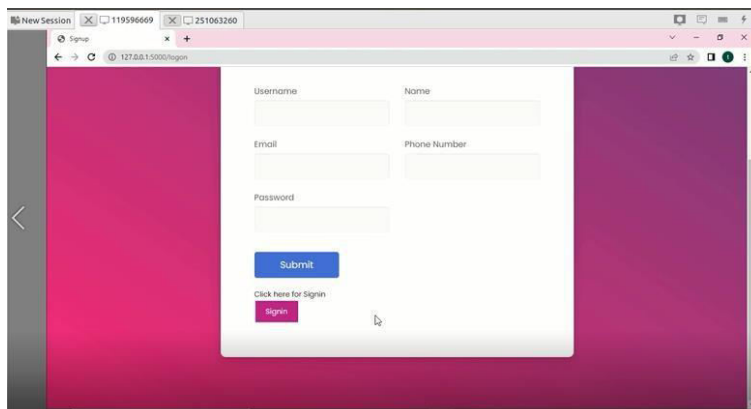 New Session 119596669 251063260
Signup
127.0.0.1:5000/logon
Username Name
Email Phone Number
Password
Submit
Click here for Signin
Signin